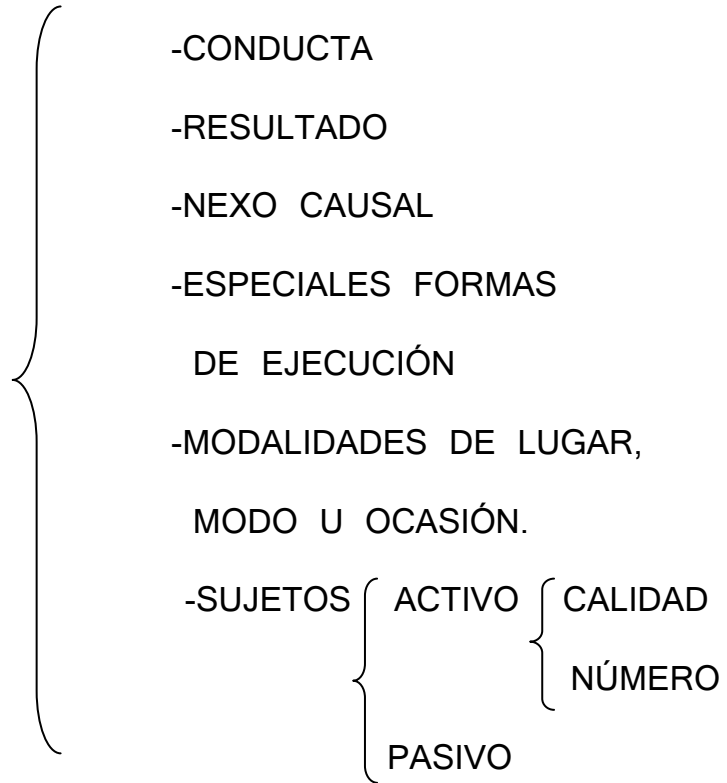 -CONDUCTA
-RESULTADO
-NEXO CAUSAL
-ESPECIALES FORMAS
DE EJECUCIÓN
-MODALIDADES DE LUGAR,
MODO U OCASIÓN.
-SUJETOS ACTIVO CALIDAD
NÚMERO
PASIVO